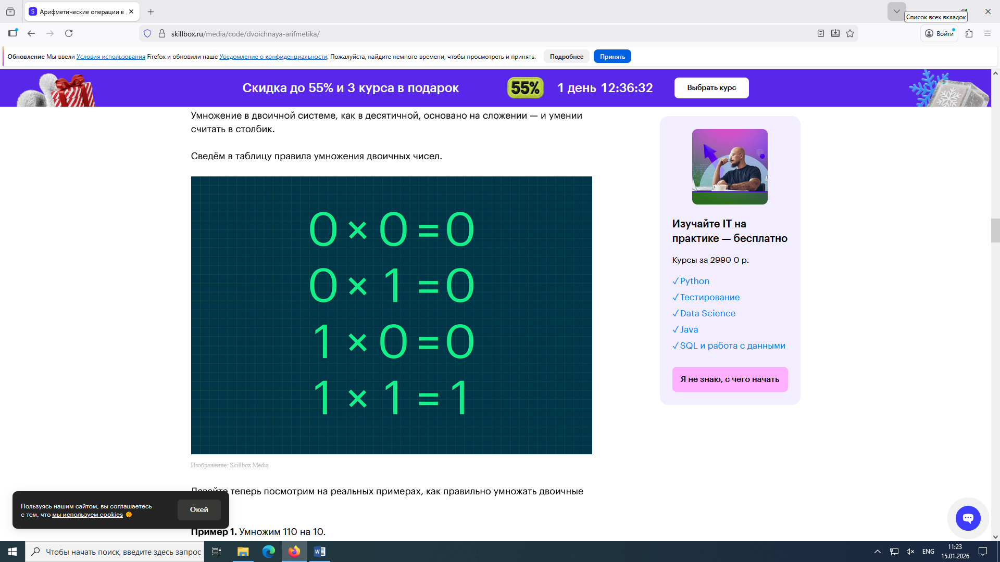 Арифметические операции в
Список всех вкладок
skillbox.ru/media/code/dvoichnaya-arifmetika/
Войти
Обновление Мы ввели Условия использования Firefox и обновили наше Уведомление о конфиденциальности. Пожалуйста, найдите немного времени, чтобы просмотреть и принять.
Подробнее
Принять
Скидка до 55% и 3 курса в подарок
55%
1 день 12:36:32
Выбрать курс
Умножение в двоичной системе, как в десятичной, основано на сложении — и умении
считать в столбик.
Сведём в таблицу правила умножения двоичных чисел.
0 × 0 = 0
0 × 1 = 0
1 × 0 = 0
1 × 1 = 1
Изображение: Skillbox Media
Давайте теперь посмотрим на реальных примерах, как правильно умножать двоичные
Пример 1. Умножим 110 на 10.
Изучайте IT на
практике — бесплатно
Курсы за 2990 0 р.
✓ Python
✓ Тестирование
✓ Data Science
✓ Java
✓ SQL и работа с данными
Я не знаю, с чего начать
Пользуясь нашим сайтом, вы соглашаетесь
с тем, что мы используем cookies
Окей
Чтобы начать поиск, введите здесь запрос
ENG
11:23
15.01.2026